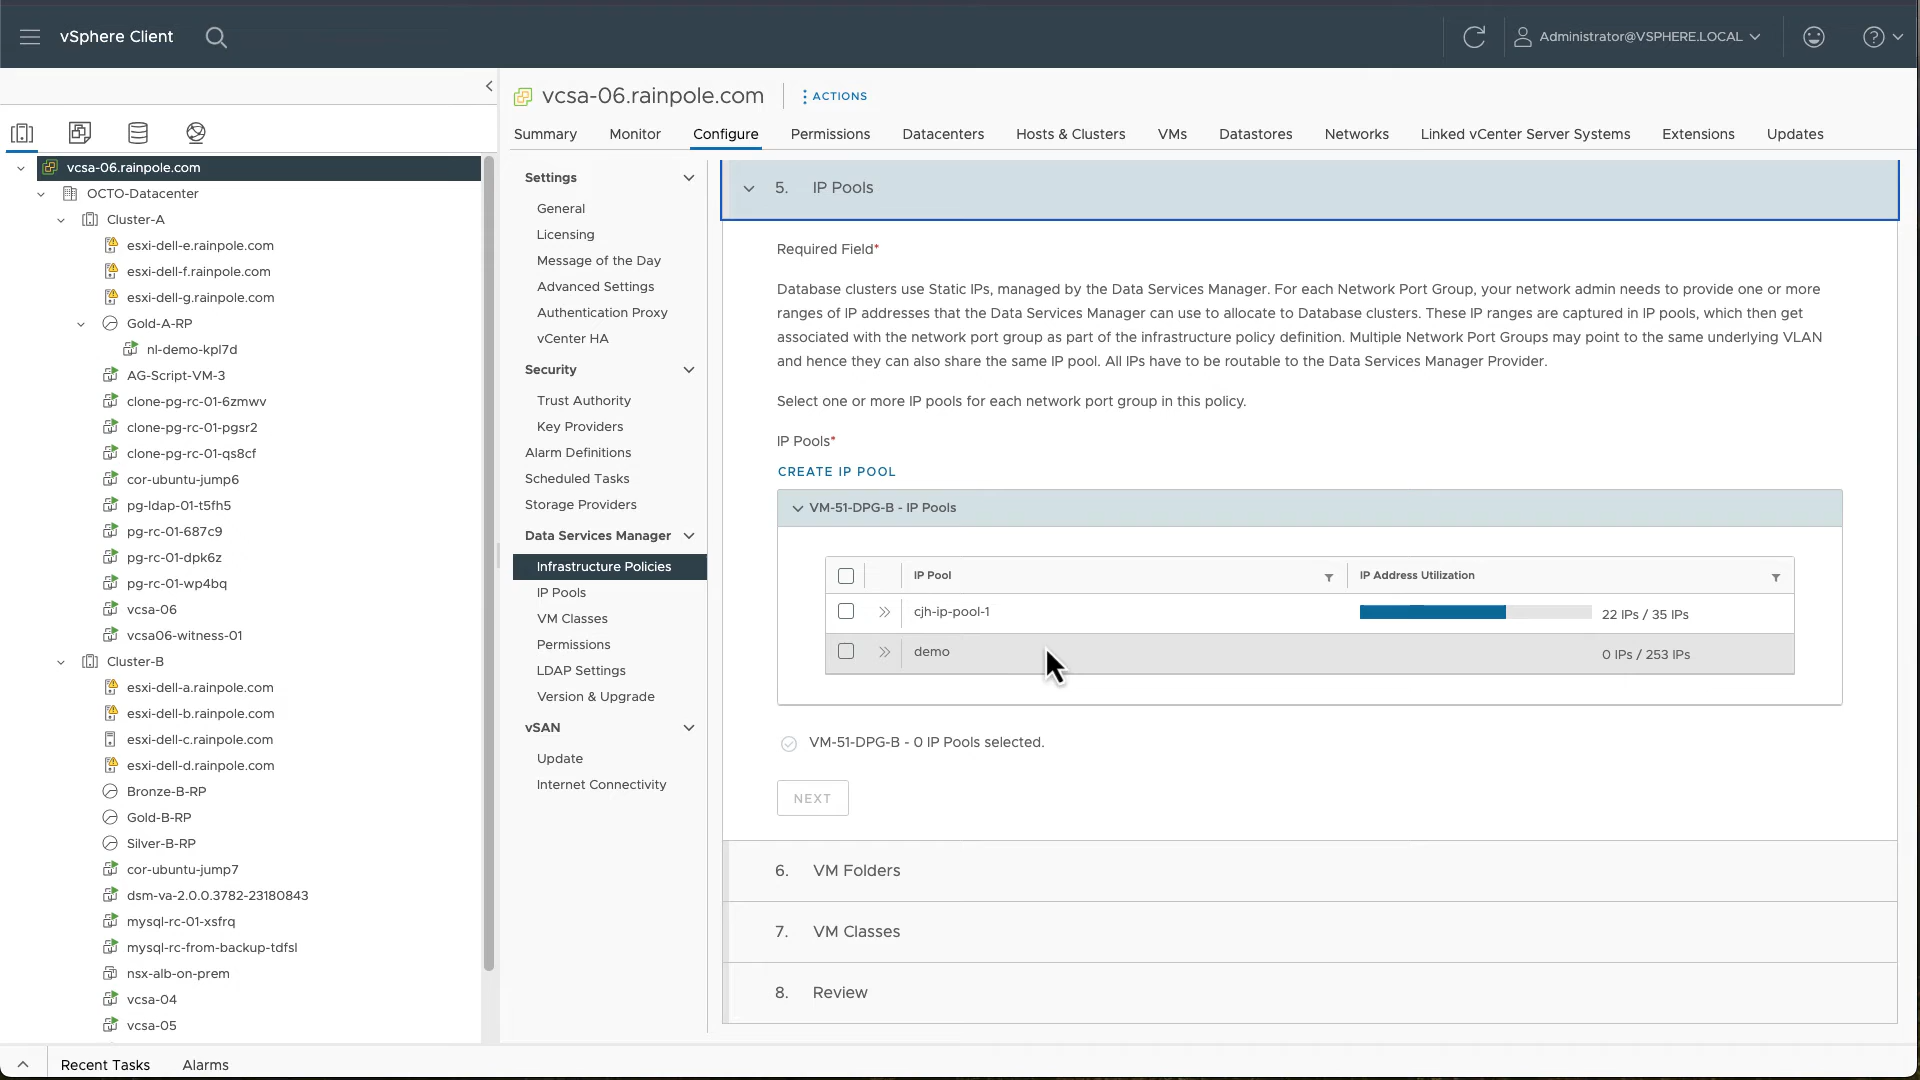 vSphere Client
Administrator@VSPHERE.LOCAL
vcsa-06.rainpole.com
ACTIONS
Summary Monitor Configure Permissions Datacenters Hosts & Clusters VMs Datastores Networks Linked vCenter Server Systems Extensions Updates
vcsa-06.rainpole.com
OCTO-Datacenter
Cluster-A
esxi-dell-e.rainpole.com
esxi-dell-f.rainpole.com
esxi-dell-g.rainpole.com
Gold-A-RP
nl-demo-kpl7d
AG-Script-VM-3
clone-pg-rc-01-6zmwv
clone-pg-rc-01-pgsr2
clone-pg-rc-01-qs8cf
cor-ubuntu-jump6
pg-ldap-01-t5fh5
pg-rc-01-687c9
pg-rc-01-dpk6z
pg-rc-01-wp4bq
vcsa-06
vcsa06-witness-01
Cluster-B
esxi-dell-a.rainpole.com
esxi-dell-b.rainpole.com
esxi-dell-c.rainpole.com
esxi-dell-d.rainpole.com
Bronze-B-RP
Gold-B-RP
Silver-B-RP
cor-ubuntu-jump7
dsm-va-2.0.0.3782-23180843
mysql-rc-01-xsfrq
mysql-rc-from-backup-tdfsl
nsx-alb-on-prem
vcsa-04
vcsa-05
Settings
General
Licensing
Message of the Day
Advanced Settings
Authentication Proxy
vCenter HA
Security
Trust Authority
Key Providers
Alarm Definitions
Scheduled Tasks
Storage Providers
Data Services Manager
Infrastructure Policies
IP Pools
VM Classes
Permissions
LDAP Settings
Version & Upgrade
vSAN
Update
Internet Connectivity
5. IP Pools
Required Field*
Database clusters use Static IPs, managed by the Data Services Manager. For each Network Port Group, your network admin needs to provide one or more
ranges of IP addresses that the Data Services Manager can use to allocate to Database clusters. These IP ranges are captured in IP pools, which then get
associated with the network port group as part of the infrastructure policy definition. Multiple Network Port Groups may point to the same underlying VLAN
and hence they can also share the same IP pool. All IPs have to be routable to the Data Services Manager Provider.
Select one or more IP pools for each network port group in this policy.
IP Pools*
CREATE IP POOL
VM-51-DPG-B - IP Pools
IP Pool IP Address Utilization
cjh-ip-pool-1 22 IPs / 35 IPs
demo 0 IPs / 253 IPs
VM-51-DPG-B - 0 IP Pools selected.
NEXT
6. VM Folders
7. VM Classes
8. Review
Recent Tasks Alarms